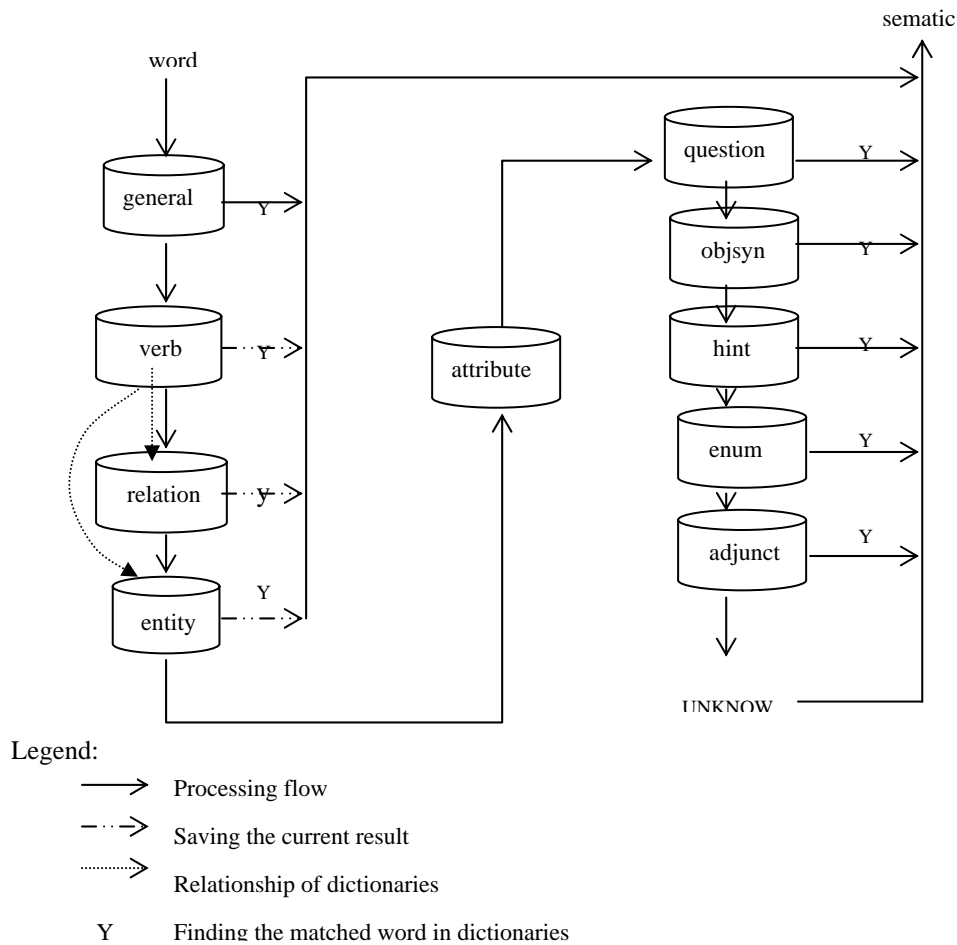 sematic
word
general
Y
verb
Y
relation
y
entity
Y
attribute
question
Y
objsyn
Y
hint
Y
enum
Y
adjunct
Y
UNKNOW
Legend:
Processing flow
Saving the current result
Relationship of dictionaries
Y Finding the matched word in dictionaries